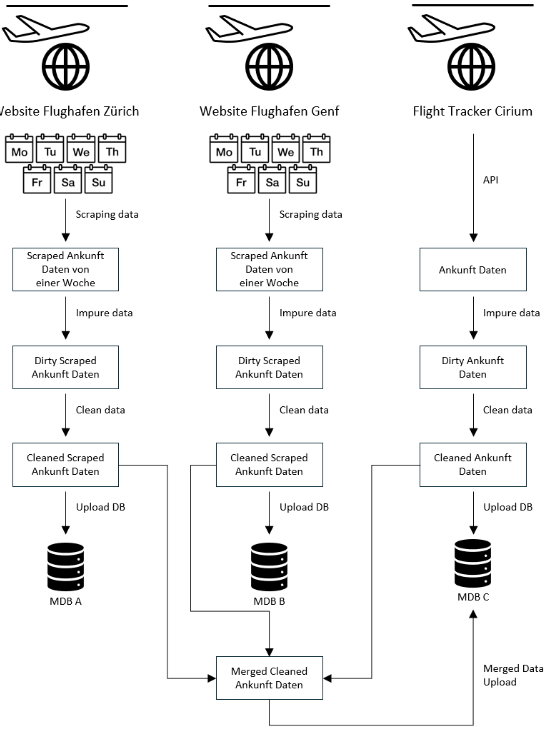 Website Flughafen Zürich
Website Flughafen Genf
Flight Tracker Cirium
Mo Tu We Th
Fr Sa Su
Mo Tu We Th
Fr Sa Su
API
Scraping data
Scraping data
Scraped Ankunft
Daten von
einer Woche
Scraped Ankunft
Daten von
einer Woche
Ankunft Daten
Impure data
Impure data
Impure data
Dirty Scraped
Ankunft Daten
Dirty Scraped
Ankunft Daten
Dirty Ankunft
Daten
Clean data
Clean data
Clean data
Cleaned Scraped
Ankunft Daten
Cleaned Scraped
Ankunft Daten
Cleaned Ankunft
Daten
Upload DB
Upload DB
Upload DB
MDB A
MDB B
MDB C
Merged Cleaned
Ankunft Daten
Merged Data
Upload